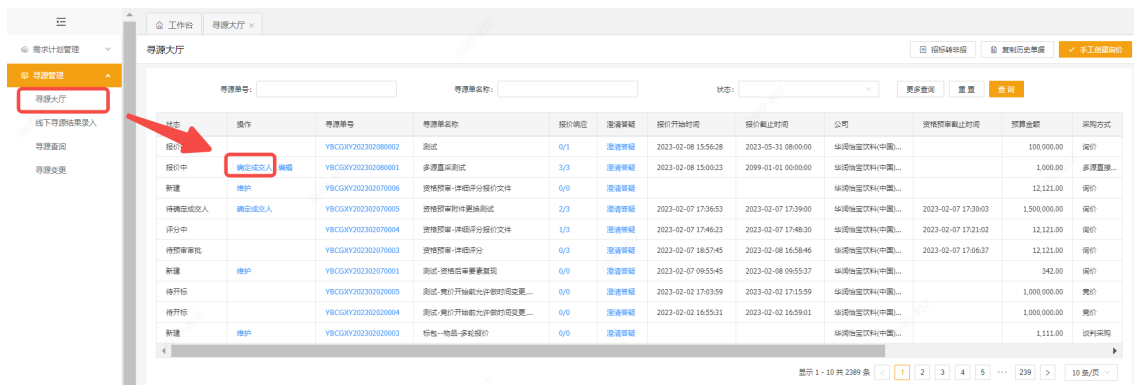 工作台 寻源大厅 ×
需求计划管理
寻源大厅 招标转非招 复制历史单据 手工创建询价
寻源管理
寻源大厅
线下寻源结果录入
寻源查询
寻源变更
寻源单号: 寻源单名称: 状态: 更多查询 重置 查询
状态 操作 寻源单号 寻源单名称 报价响应 澄清答疑 报价开始时间 报价截止时间 公司 资格预审截止时间 预算金额 采购方式
报价 YBCGXY202302080002 测试 0/1 澄清答疑 2023-02-08 15:56:28 2023-05-31 08:00:00 华润怡宝饮料(中国)... 100,000.00 询价
报价中 确定成交人 编辑 YBCGXY202302080001 多源直采测试 3/3 澄清答疑 2023-02-08 15:00:23 2099-01-01 00:00:00 华润怡宝饮料(中国)... 1,000.00 多源直接...
新建 维护 YBCGXY202302070006 资格预审-详细评分报价文件 0/0 澄清答疑 华润怡宝饮料(中国)... 12,121.00 询价
待确定成交人 确定成交人 YBCGXY202302070005 资格预审附件更换测试 2/3 澄清答疑 2023-02-07 17:36:53 2023-02-07 17:39:00 华润怡宝饮料(中国)... 2023-02-07 17:30:03 1,500,000.00 询价
评分中 YBCGXY202302070004 资格预审-详细评分报价文件 1/3 澄清答疑 2023-02-07 17:46:23 2023-02-07 17:48:30 华润怡宝饮料(中国)... 2023-02-07 17:21:02 12,121.00 询价
待预审审批 YBCGXY202302070003 资格预审-详细评分 0/3 澄清答疑 2023-02-07 18:57:45 2023-02-08 16:58:46 华润怡宝饮料(中国)... 2023-02-07 17:06:37 12,121.00 询价
新建 维护 YBCGXY202302070001 测试-资格后审要素复现 0/0 澄清答疑 2023-02-07 09:55:45 2023-02-08 09:55:37 华润怡宝饮料(中国)... 342.00 询价
待开标 YBCGXY202302020005 测试-竞价开始前允许做时间变更,... 0/0 澄清答疑 2023-02-02 17:03:59 2023-02-02 17:15:59 华润怡宝饮料(中国)... 1,000,000.00 竞价
待开标 YBCGXY202302020004 测试-竞价开始前允许做时间变更,... 0/0 澄清答疑 2023-02-02 16:55:31 2023-02-02 16:59:01 华润怡宝饮料(中国)... 1,000,000.00 竞价
新建 维护 YBCGXY202302020003 标包--物品-多轮报价 0/0 澄清答疑 华润怡宝饮料(中国)... 1,111.00 谈判采购
显示 1 - 10 共 2389 条 < 1 2 3 4 5 ··· 239 > 10 条/页